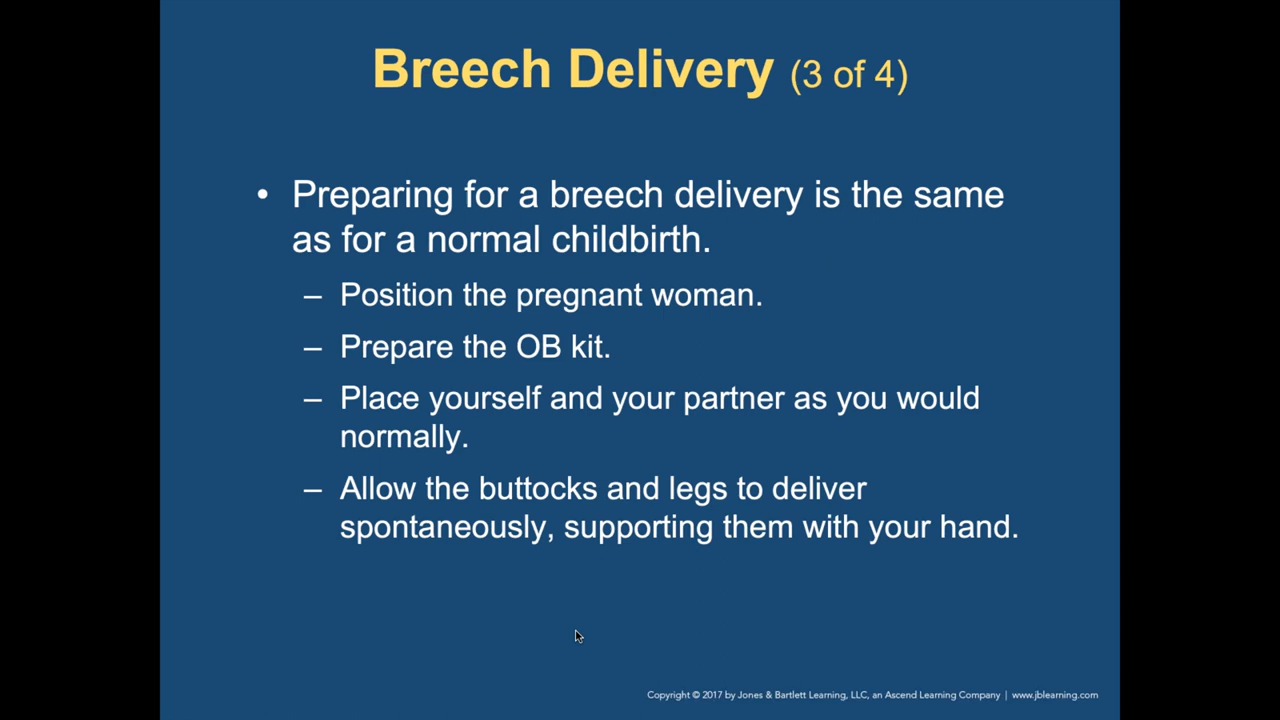 Breech Delivery (3 of 4)
• Preparing for a breech delivery is the same
as for a normal childbirth.
– Position the pregnant woman.
– Prepare the OB kit.
– Place yourself and your partner as you would
normally.
– Allow the buttocks and legs to deliver
spontaneously, supporting them with your hand.
Copyright © 2017 by Jones & Bartlett Learning, LLC, an Ascend Learning Company | www.jblearning.com